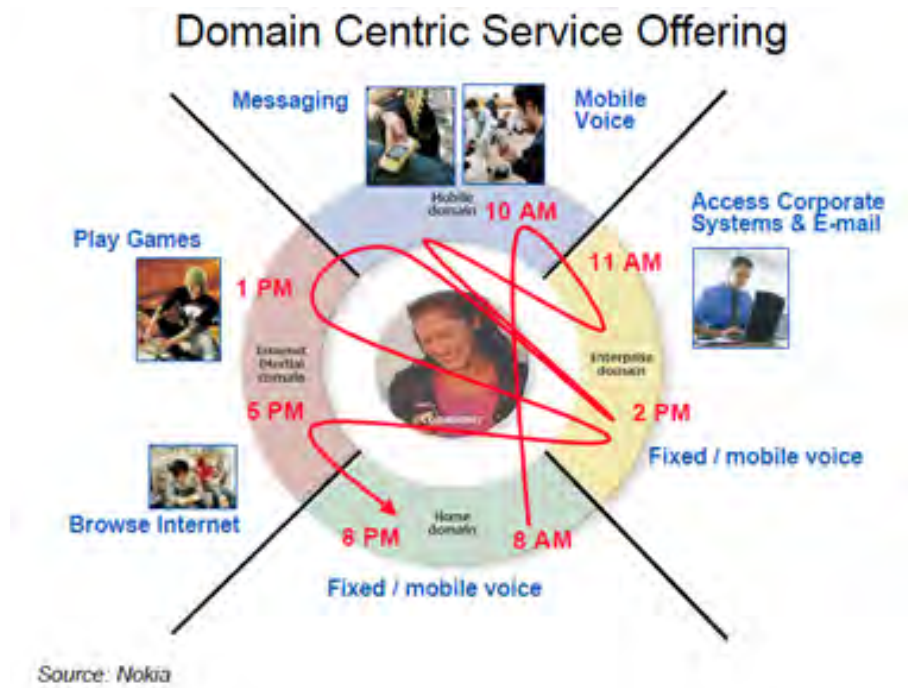 Domain Centric Service Offering
Messaging
Mobile
Voice
Mobile
domain
10 AM
Access Corporate
Systems & E-mail
Play Games
11 AM
1 PM
Internet
domain
Enterprise
domain
5 PM
2 PM
Fixed / mobile voice
Browse Internet
Home
domain
8 PM
8 AM
Fixed / mobile voice
Source: Nokia